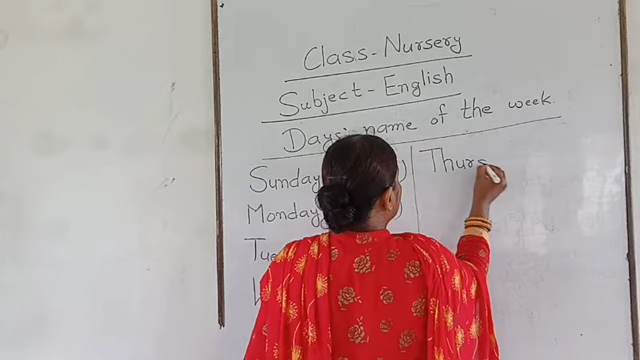 Class-Nursery
Subject-English
Days' name of the week.
Sunday
Monday
Thurs